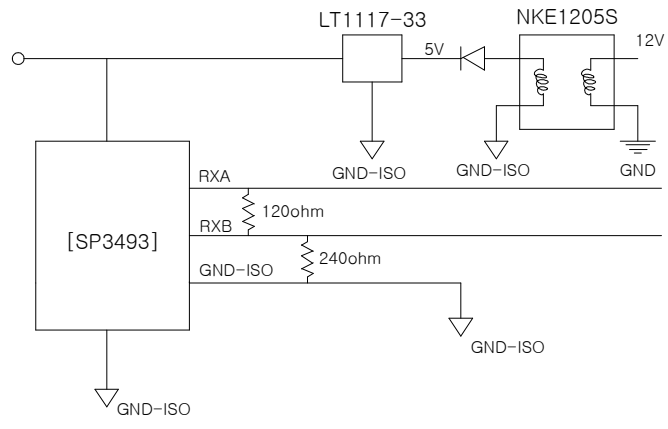 LT1117-33
NKE1205S
5V
12V
GND-ISO
GND-ISO
GND
RXA
120ohm
RXB
[SP3493]
240ohm
GND-ISO
GND-ISO
GND-ISO